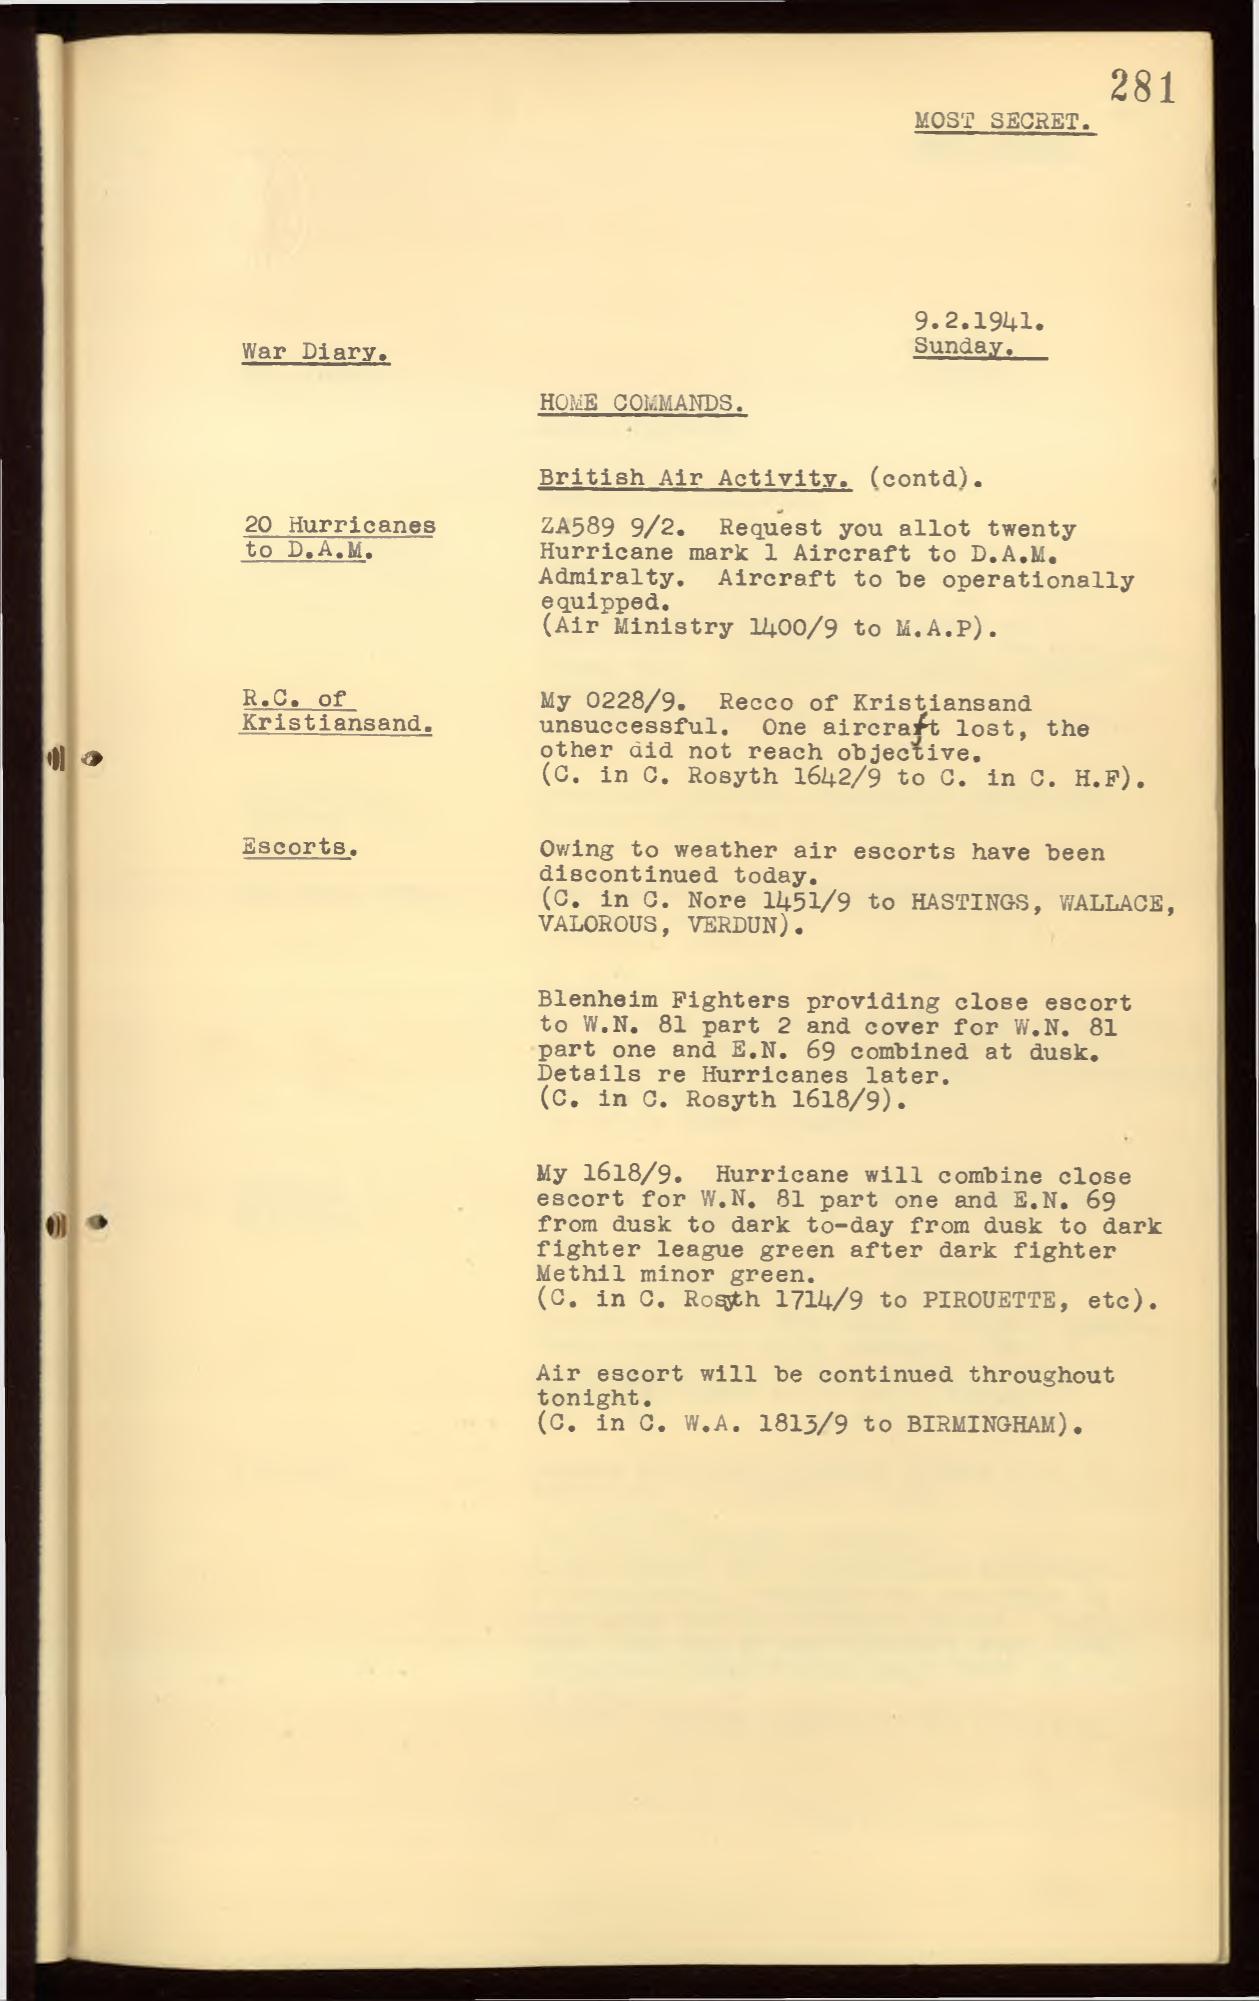 281
MOST SECRET.
9.2.1941.
Sunday.
War Diary.
HOME COMMANDS.
British Air Activity. (contd).
20 Hurricanes
to D.A.M.
ZA589 9/2. Request you allot twenty
Hurricane mark 1 Aircraft to D.A.M.
Admiralty. Aircraft to be operationally
equipped.
(Air Ministry 1400/9 to M.A.P).
R.C. of
Kristiansand.
My 0228/9. Recco of Kristiansand
unsuccessful. One aircraft lost, the
other did not reach objective.
(C. in C. Rosyth 1642/9 to C. in C. H.F).
Escorts.
Owing to weather air escorts have been
discontinued today.
(C. in C. Nore 1451/9 to HASTINGS, WALLACE,
VALOROUS, VERDUN).
Blenheim Fighters providing close escort
to W.N. 81 part 2 and cover for W.N. 81
part one and E.N. 69 combined at dusk.
Details re Hurricanes later.
(C. in C. Rosyth 1618/9).
My 1618/9. Hurricane will combine close
escort for W.N. 81 part one and E.N. 69
from dusk to dark to-day from dusk to dark
fighter league green after dark fighter
Methil minor green.
(C. in C. Rosyth 1714/9 to PIROUETTE, etc).
Air escort will be continued throughout
tonight.
(C. in C. W.A. 1813/9 to BIRMINGHAM).